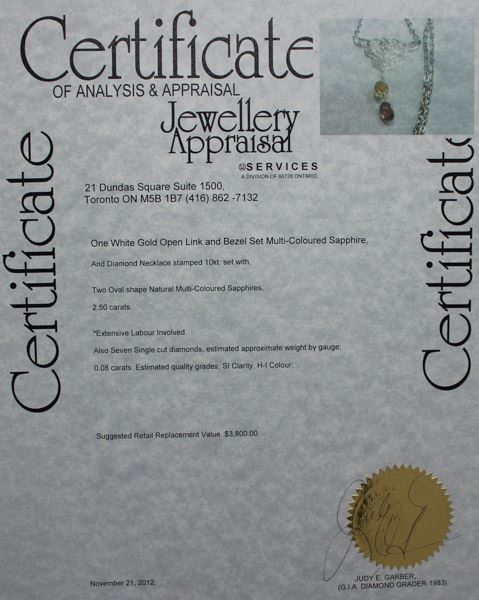 Certificate
OF ANALYSIS & APPRAISAL
Jewellery
Appraisal
SERVICES
A DIVISION OF 66728 ONTARIO
21 Dundas Square Suite 1500,
Toronto ON M5B 1B7 (416) 862 -7132
Certificate
Certificate
One White Gold Open Link and Bezel Set Multi-Coloured Sapphire,
And Diamond Necklace stamped 10kt. set with,
Two Oval shape Natural Multi-Coloured Sapphires,
2.50 carats.
*Extensive Labour Involved.
Also Seven Single cut diamonds, estimated approximate weight by gauge;
0.08 carats. Estimated quality grades; SI Clarity, H-I Colour.
Suggested Retail Replacement Value $3,800.00
JUDY E. GARBER,
(G.I.A. DIAMOND GRADER-1983).
November 21, 2012.